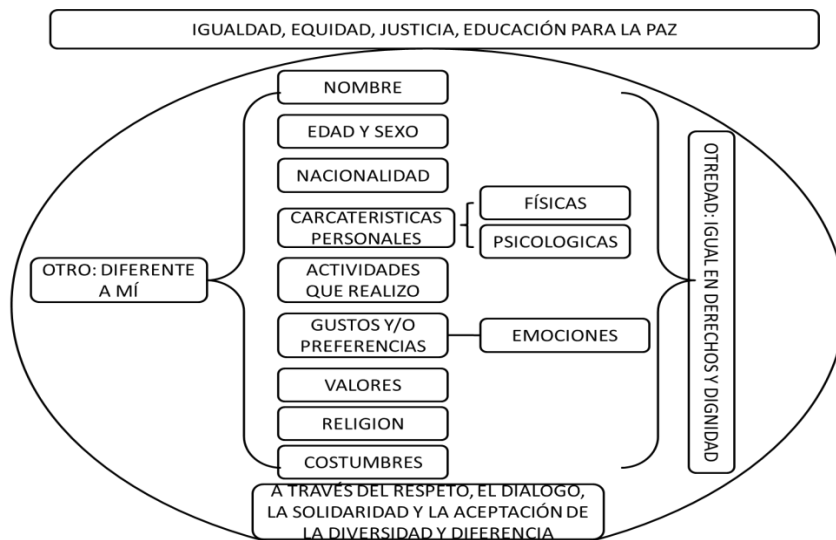 IGUALDAD, EQUIDAD, JUSTICIA, EDUCACIÓN PARA LA PAZ
NOMBRE
EDAD Y SEXO
NACIONALIDAD
CARCATERISTICAS
PERSONALES
FÍSICAS
PSICOLOGICAS
OTRO: DIFERENTE
A MÍ
ACTIVIDADES
QUE REALIZO
GUSTOS Y/O
PREFERENCIAS
EMOCIONES
VALORES
RELIGION
COSTUMBRES
OTREDAD: IGUAL EN DERECHOS Y DIGNIDAD
A TRAVÉS DEL RESPETO, EL DIALOGO,
LA SOLIDARIDAD Y LA ACEPTACIÓN DE
LA DIVERSIDAD Y DIFERENCIA